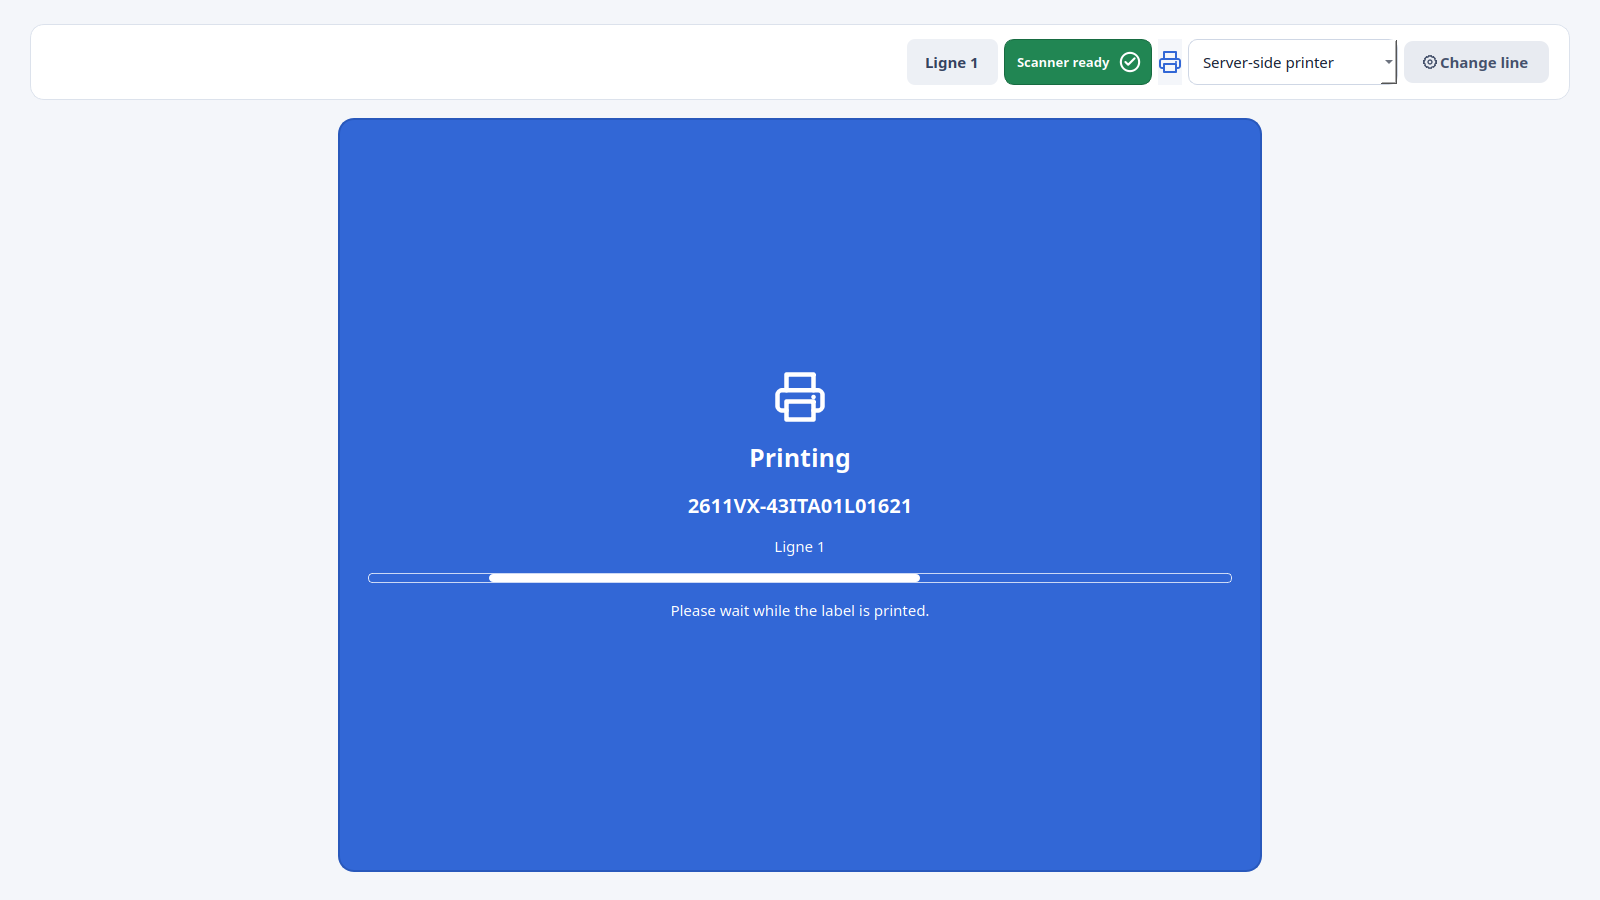 Ligne 1
Scanner ready
Server-side printer
Change line
Printing
2611VX-43ITA01L01621
Ligne 1
Please wait while the label is printed.